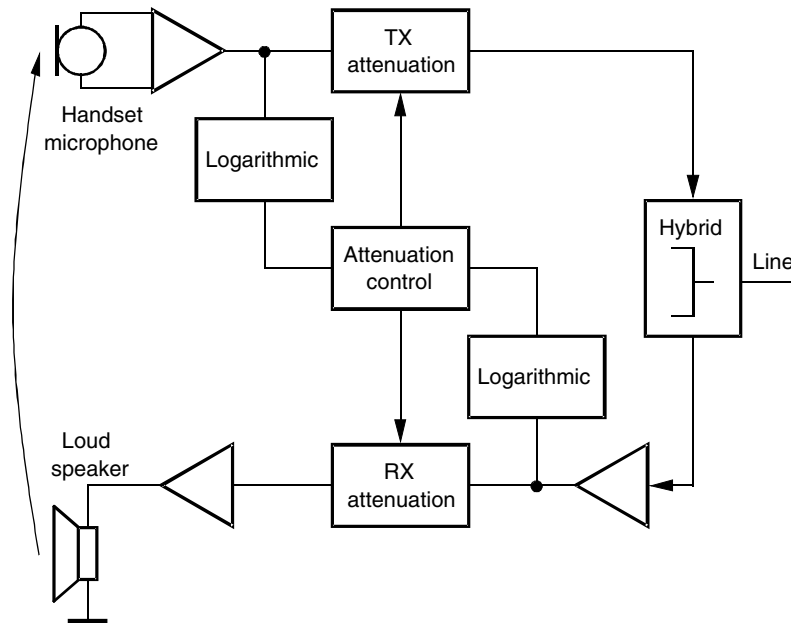 TX
attenuation
Handset
microphone
Logarithmic
Hybrid
Attenuation
control
Line
Logarithmic
Loud
speaker
RX
attenuation